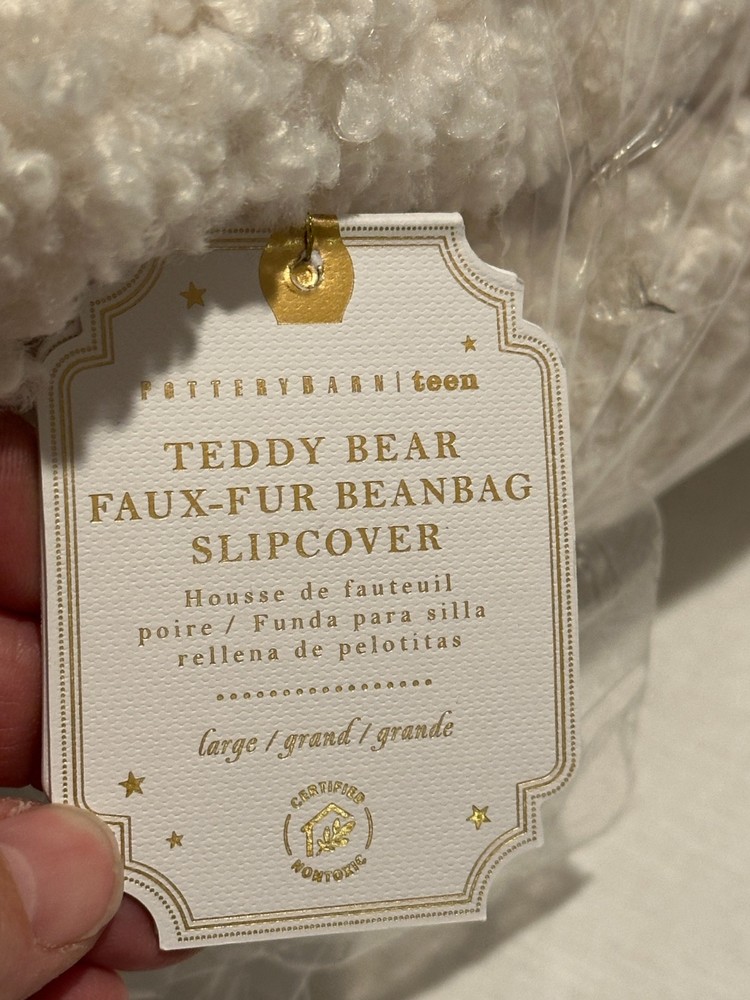 POTTERYBARN | teen
TEDDY BEAR
FAUX-FUR BEANBAG
SLIPCOVER
Housse de fauteuil
poire / Funda para silla
rellena de pelotitas
large / grand / grande
CERTIFIED
NONTOXIC